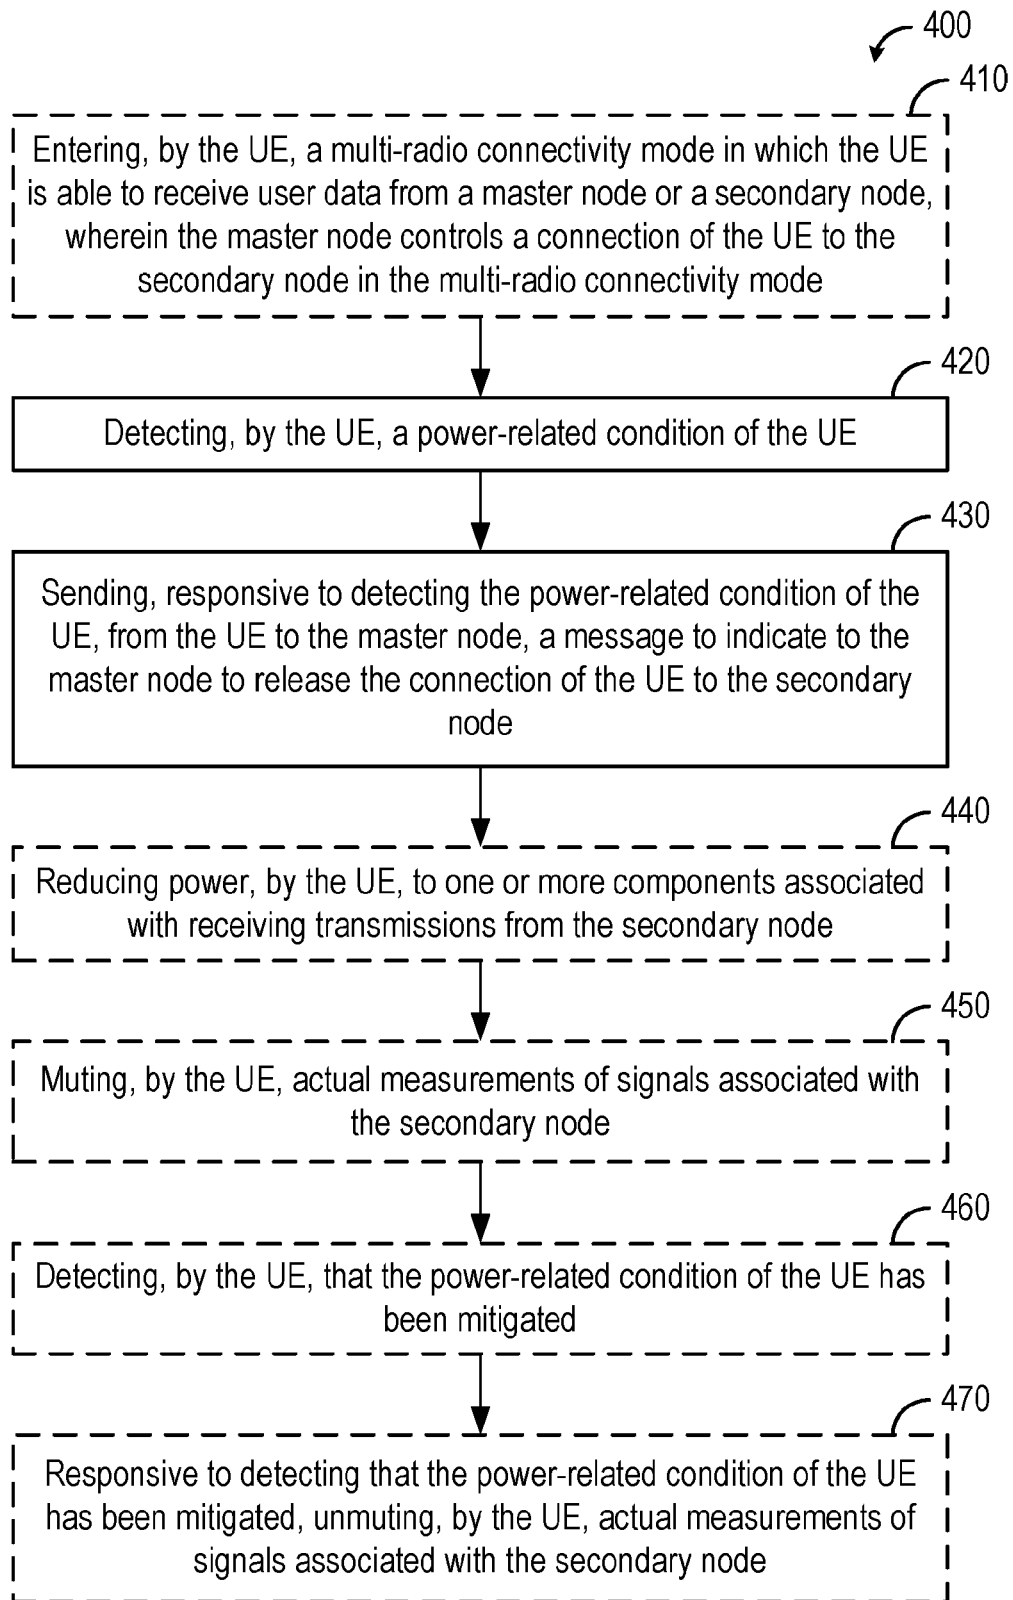 400
410
Entering, by the UE, a multi-radio connectivity mode in which the UE
is able to receive user data from a master node or a secondary node,
wherein the master node controls a connection of the UE to the
secondary node in the multi-radio connectivity mode
420
Detecting, by the UE, a power-related condition of the UE
430
Sending, responsive to detecting the power-related condition of the
UE, from the UE to the master node, a message to indicate to the
master node to release the connection of the UE to the secondary
node
440
Reducing power, by the UE, to one or more components associated
with receiving transmissions from the secondary node
450
Muting, by the UE, actual measurements of signals associated with
the secondary node
460
Detecting, by the UE, that the power-related condition of the UE has
been mitigated
470
Responsive to detecting that the power-related condition of the UE
has been mitigated, unmuting, by the UE, actual measurements of
signals associated with the secondary node